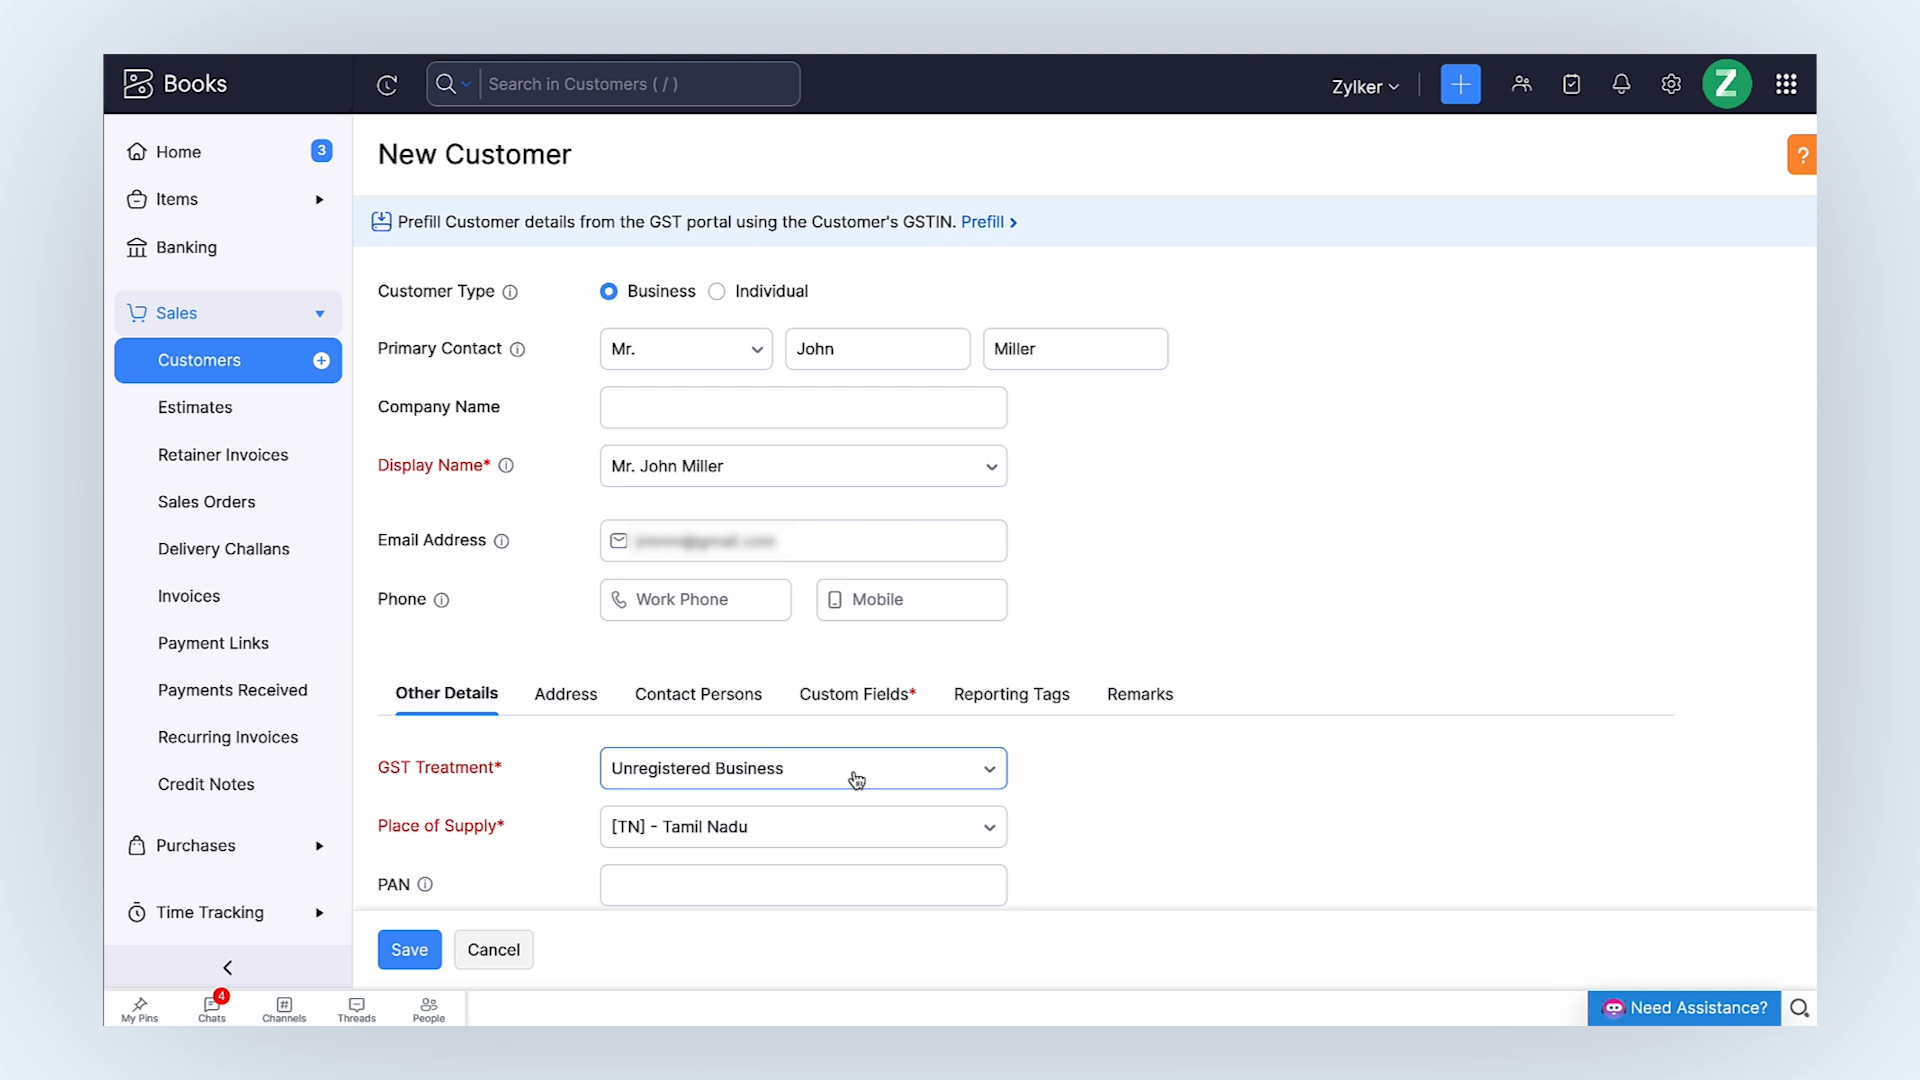 Books
Search in Customers ( / )
Zylker
Z
Home
3
Items
Banking
Sales
Customers
Estimates
Retainer Invoices
Sales Orders
Delivery Challans
Invoices
Payment Links
Payments Received
Recurring Invoices
Credit Notes
Purchases
Time Tracking
New Customer
?
Prefill Customer details from the GST portal using the Customer's GSTIN. Prefill >
Customer Type
Business
Individual
Primary Contact
Mr.
John
Miller
Company Name
Display Name*
Mr. John Miller
Email Address
Phone
Work Phone
Mobile
Other Details
Address
Contact Persons
Custom Fields*
Reporting Tags
Remarks
GST Treatment*
Unregistered Business
Place of Supply*
[TN] - Tamil Nadu
PAN
Save
Cancel
My Pins
4
Chats
Channels
Threads
People
Need Assistance?